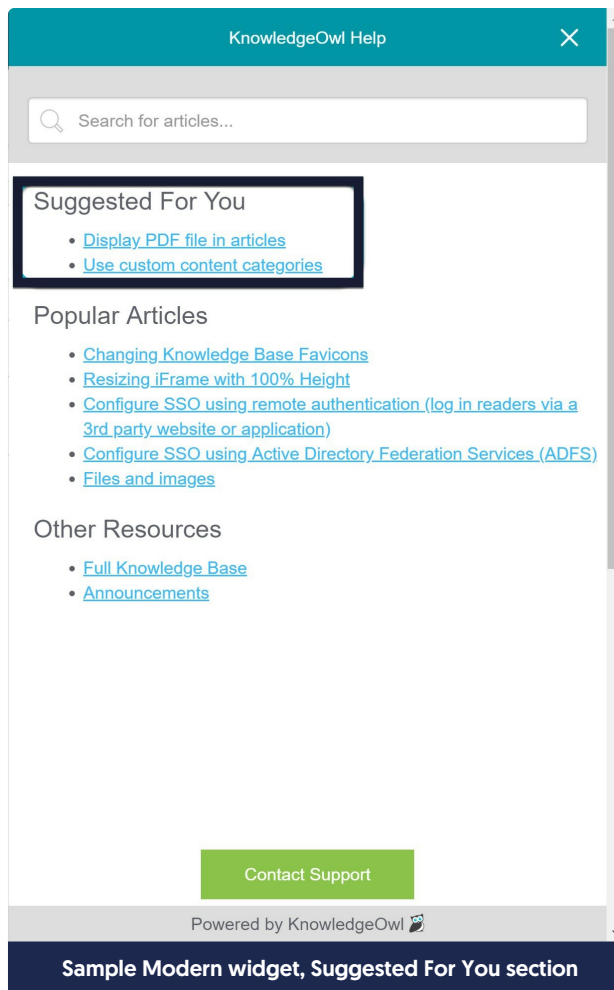 KnowledgeOwl Help
Search for articles...
Suggested For You
Display PDF file in articles
Use custom content categories
Popular Articles
Changing Knowledge Base Favicons
Resizing iFrame with 100% Height
Configure SSO using remote authentication (log in readers via a
3rd party website or application)
Configure SSO using Active Directory Federation Services (ADFS)
Files and images
Other Resources
Full Knowledge Base
Announcements
Contact Support
Powered by KnowledgeOwl
Sample Modern widget, Suggested For You section